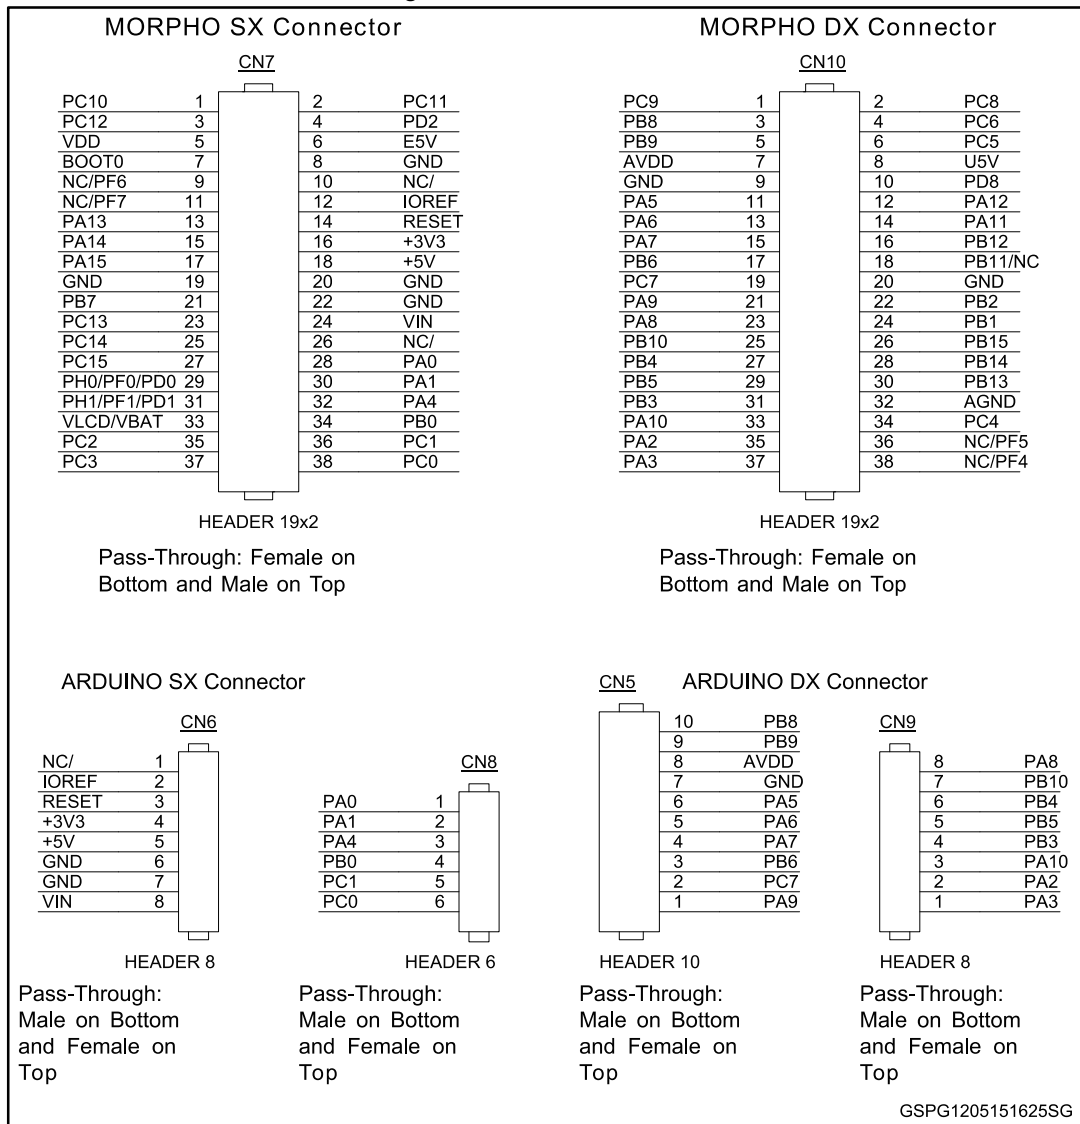 MORPHO SX Connector
CN7
PC10 1 2 PC11
PC12 3 4 PD2
VDD 5 6 E5V
BOOT0 7 8 GND
NC/PF6 9 10 NC/
NC/PF7 11 12 IOREF
PA13 13 14 RESET
PA14 15 16 +3V3
PA15 17 18 +5V
GND 19 20 GND
PB7 21 22 GND
PC13 23 24 VIN
PC14 25 26 NC/
PC15 27 28 PA0
PH0/PF0/PD0 29 30 PA1
PH1/PF1/PD1 31 32 PA4
VLCD/VBAT 33 34 PB0
PC2 35 36 PC1
PC3 37 38 PC0
HEADER 19x2
Pass-Through: Female on
Bottom and Male on Top
MORPHO DX Connector
CN10
PC9 1 2 PC8
PB8 3 4 PC6
PB9 5 6 PC5
AVDD 7 8 U5V
GND 9 10 PD8
PA5 11 12 PA12
PA6 13 14 PA11
PA7 15 16 PB12
PB6 17 18 PB11/NC
PC7 19 20 GND
PA9 21 22 PB2
PA8 23 24 PB1
PB10 25 26 PB15
PB4 27 28 PB14
PB5 29 30 PB13
PB3 31 32 AGND
PA10 33 34 PC4
PA2 35 36 NC/PF5
PA3 37 38 NC/PF4
HEADER 19x2
Pass-Through: Female on
Bottom and Male on Top
ARDUINO SX Connector
CN6
NC/ 1
IOREF 2
RESET 3
+3V3 4
+5V 5
GND 6
GND 7
VIN 8
HEADER 8
Pass-Through:
Male on Bottom
and Female on
Top
CN8
PA0 1
PA1 2
PA4 3
PB0 4
PC1 5
PC0 6
HEADER 6
Pass-Through:
Male on Bottom
and Female on
Top
CN5 ARDUINO DX Connector
10 PB8
9 PB9
8 AVDD
7 GND
6 PA5
5 PA6
4 PA7
3 PB6
2 PC7
1 PA9
HEADER 10
Pass-Through:
Male on Bottom
and Female on
Top
CN9
8 PA8
7 PB10
6 PB4
5 PB5
4 PB3
3 PA10
2 PA2
1 PA3
HEADER 8
Pass-Through:
Male on Bottom
and Female on
Top
GSPG1205151625SG